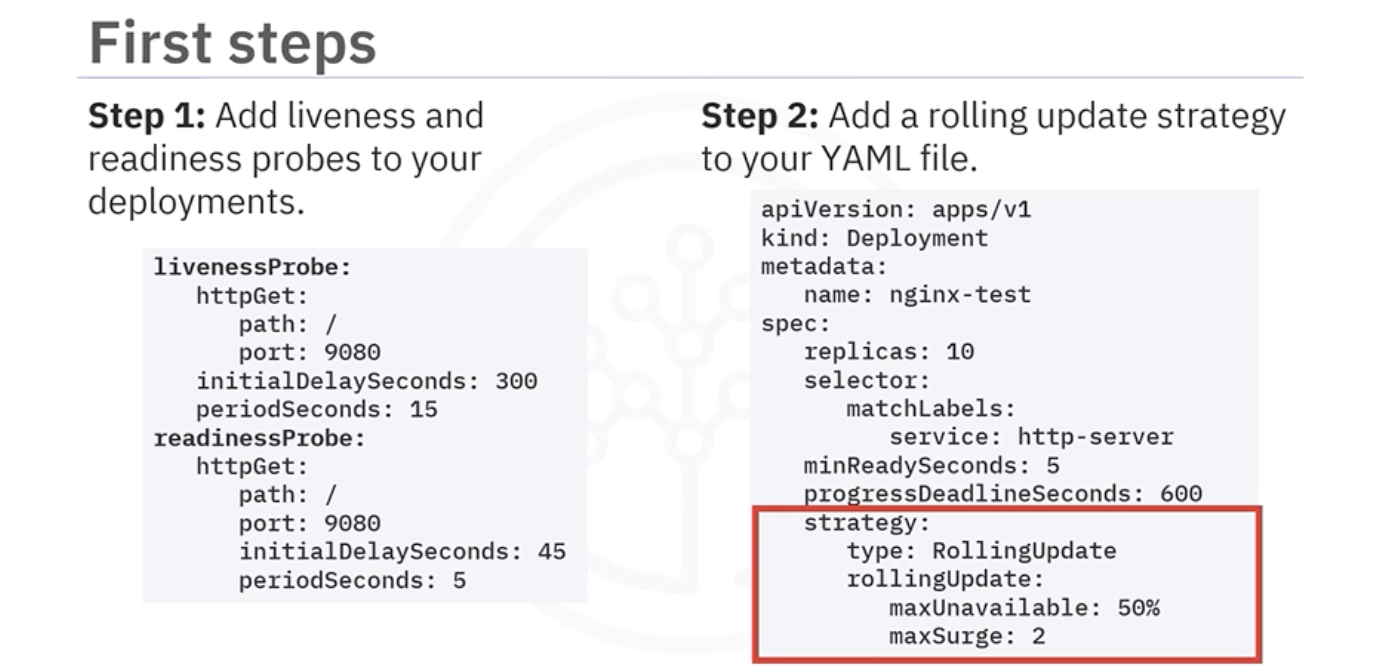 First steps
Step 1: Add liveness and
readiness probes to your
deployments.
livenessProbe:
   httpGet:
      path: /
      port: 9080
   initialDelaySeconds: 300
   periodSeconds: 15
readinessProbe:
   httpGet:
      path: /
      port: 9080
      initialDelaySeconds: 45
      periodSeconds: 5
Step 2: Add a rolling update strategy
to your YAML file.
apiVersion: apps/v1
kind: Deployment
metadata:
   name: nginx-test
spec:
   replicas: 10
   selector:
      matchLabels:
         service: http-server
   minReadySeconds: 5
   progressDeadlineSeconds: 600
   strategy:
      type: RollingUpdate
      rollingUpdate:
         maxUnavailable: 50%
         maxSurge: 2